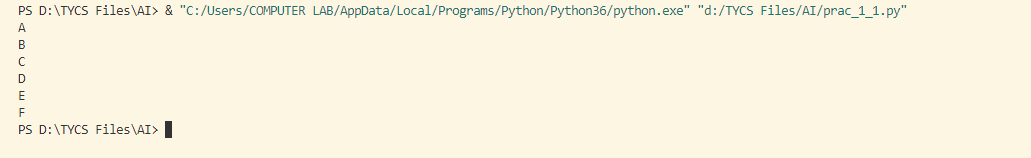 PS D:\TYCS Files\AI> & "C:/Users/COMPUTER LAB/AppData/Local/Programs/Python/Python36/python.exe" "d:/TYCS Files/AI/prac_1_1.py"
A
B
C
D
E
F
PS D:\TYCS Files\AI>